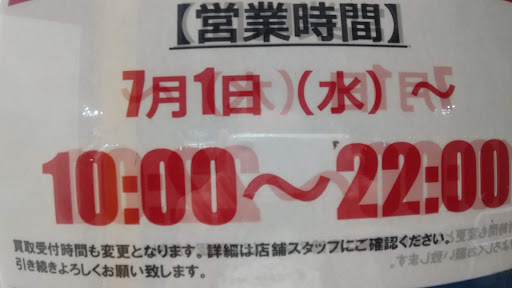 【営業時間】
7月1日(水)~
10:00~22:00
買取受付時間も変更となります。詳細は店舗スタッフにご確認ください。
引き続きよろしくお願い致します。